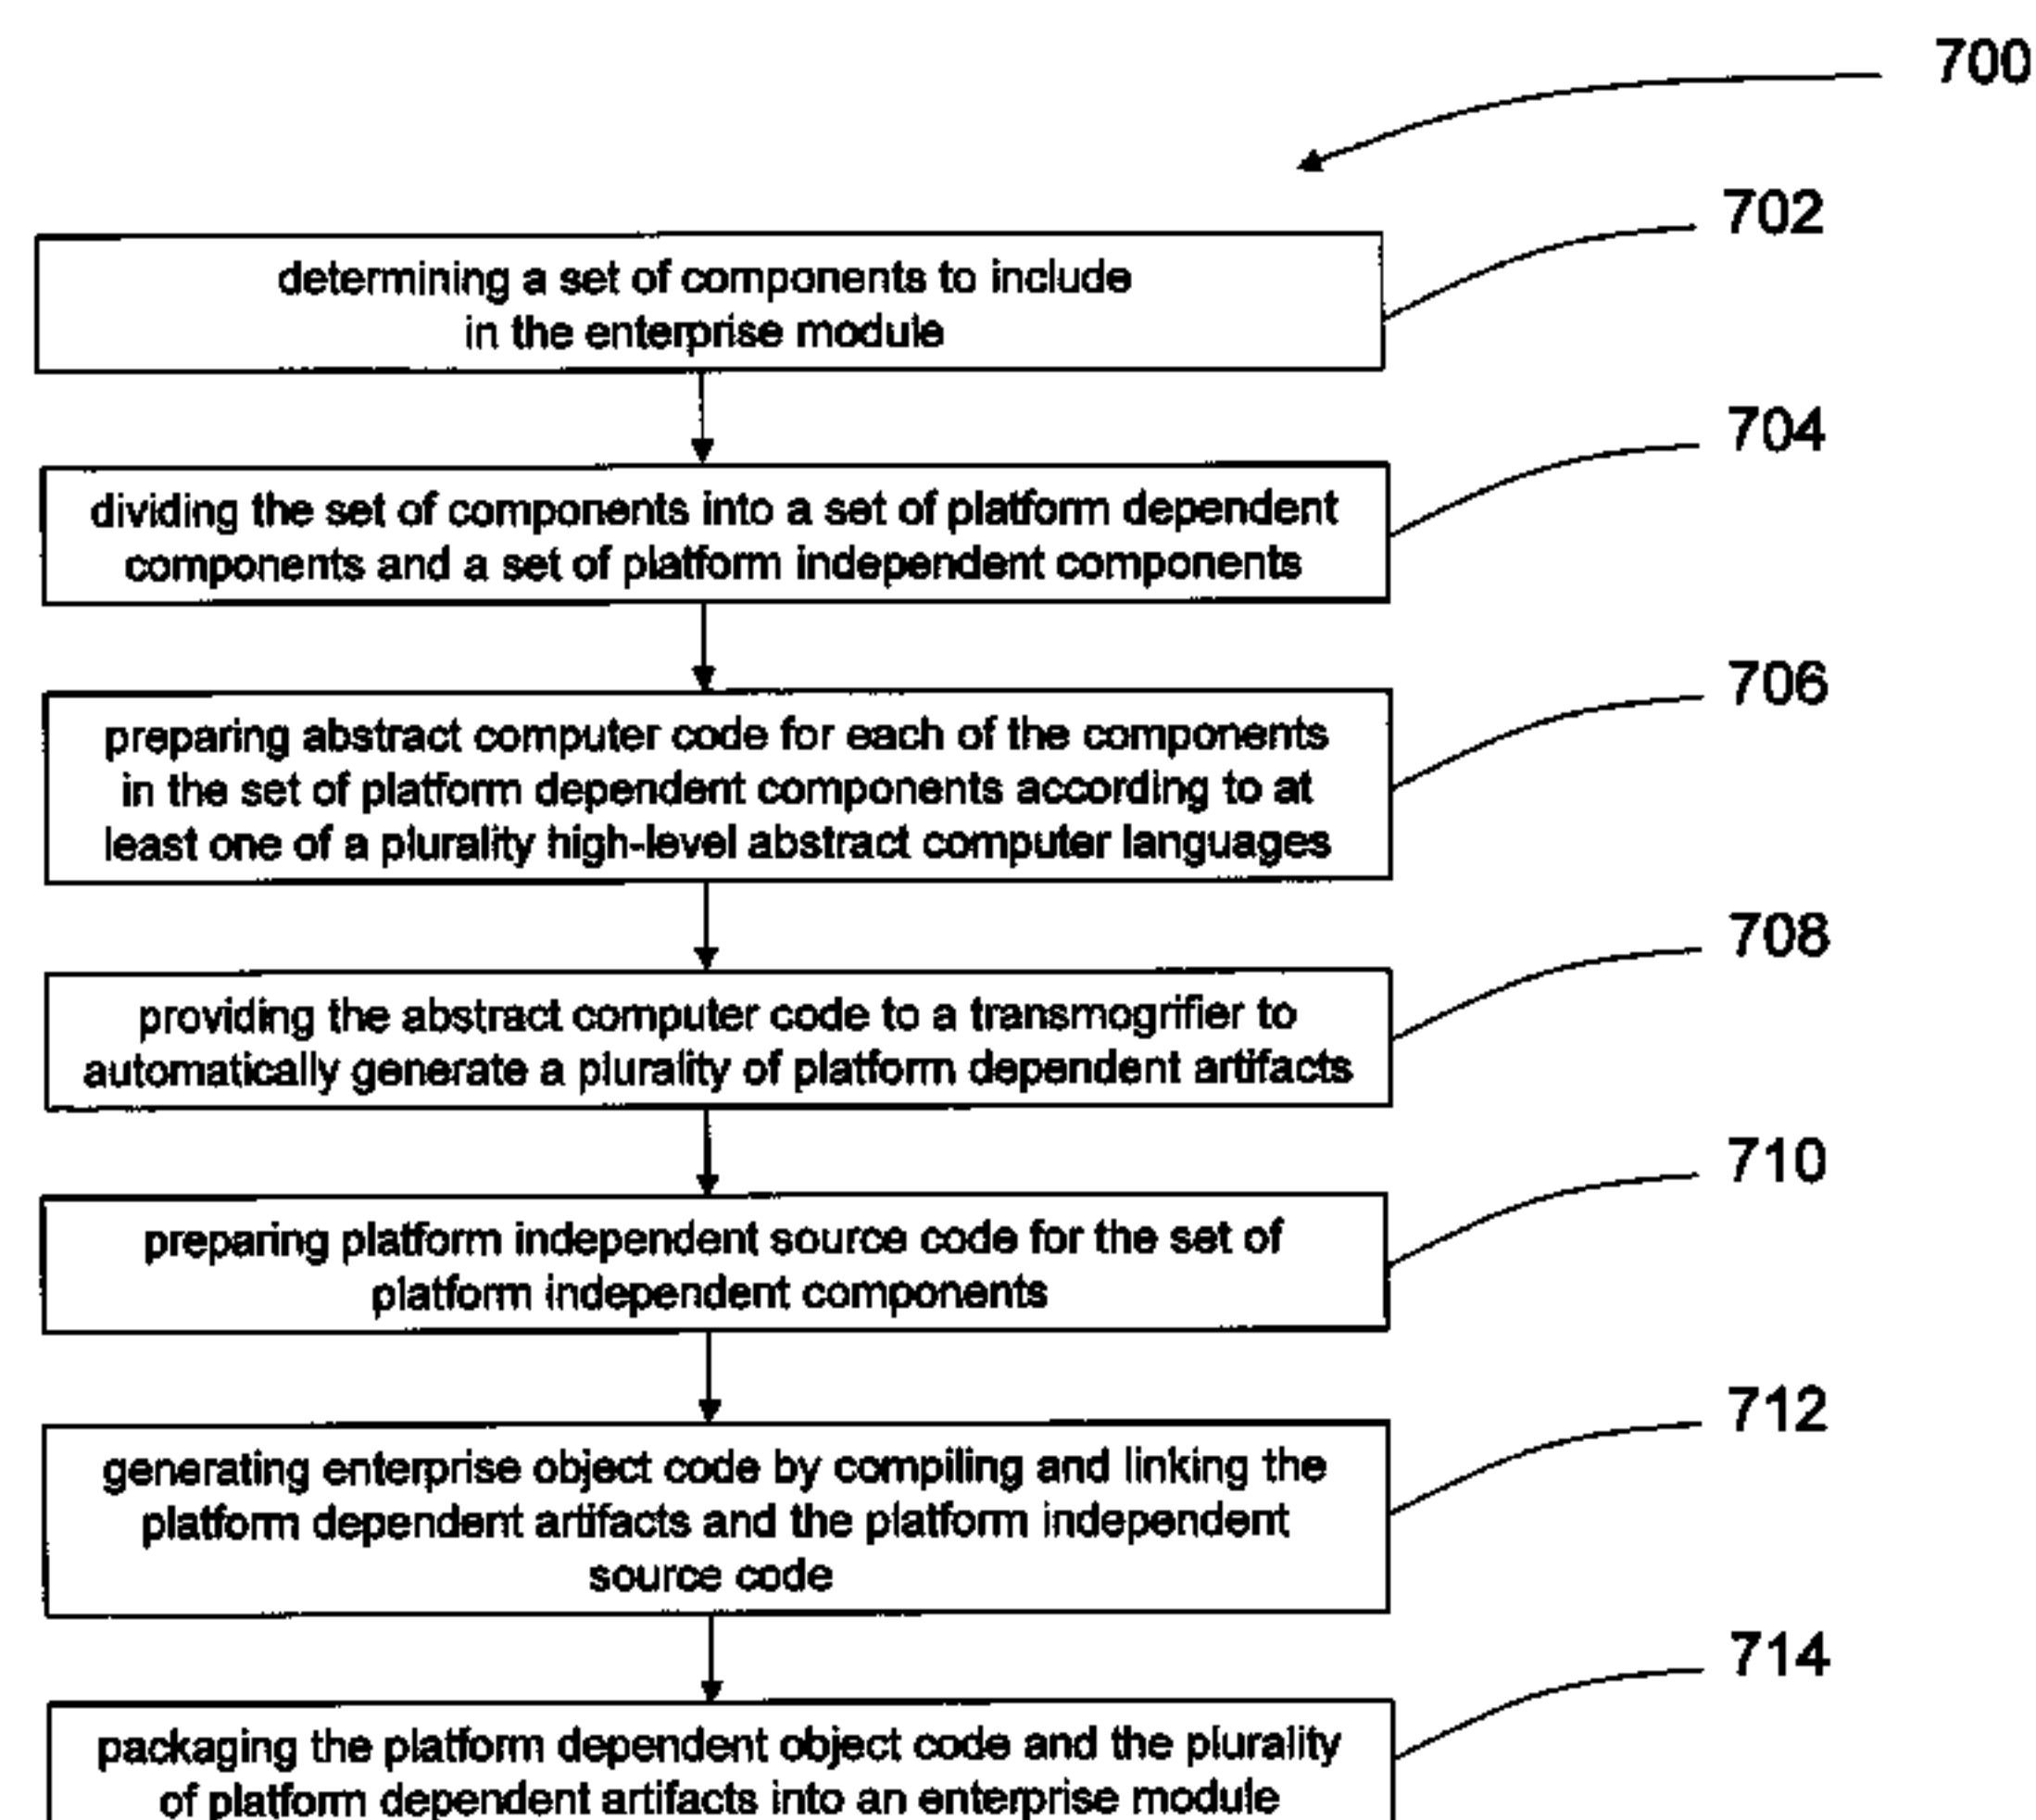 700
702
determining a set of components to include
in the enterprise module
704
dividing the set of components into a set of platform dependent
components and a set of platform independent components
706
preparing abstract computer code for each of the components
in the set of platform dependent components according to at
least one of a plurality high-level abstract computer languages
708
providing the abstract computer code to a transmogrifier to
automatically generate a plurality of platform dependent artifacts
710
preparing platform independent source code for the set of
platform independent components
712
generating enterprise object code by compiling and linking the
platform dependent artifacts and the platform independent
source code
714
packaging the platform dependent object code and the plurality
of platform dependent artifacts into an enterprise module